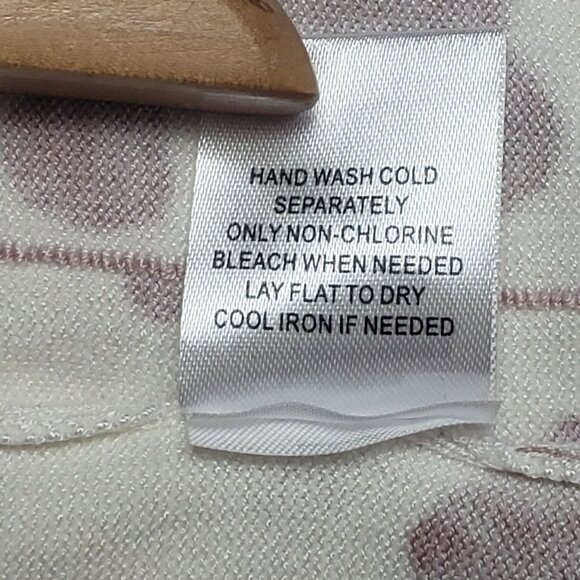 HAND WASH COLD
SEPARATELY
ONLY NON-CHLORINE
BLEACH WHEN NEEDED
LAY FLAT TO DRY
COOL IRON IF NEEDED